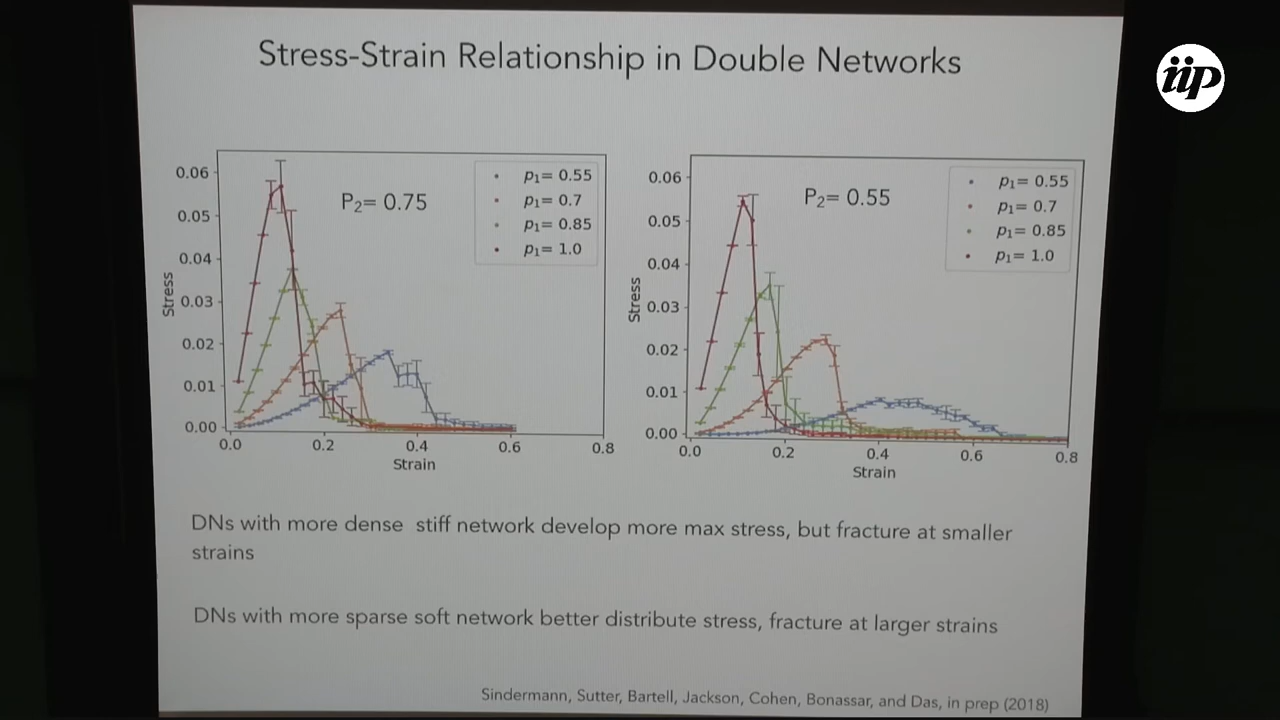 Stress-Strain Relationship in Double Networks
iip
P2= 0.75
p1= 0.55
p1= 0.7
p1= 0.85
p1= 1.0
0.06
0.05
0.04
0.03
0.02
0.01
0.00
Stress
0.0 0.2 0.4 0.6 0.8
Strain
P2= 0.55
p1= 0.55
p1= 0.7
p1= 0.85
p1= 1.0
0.06
0.05
0.04
0.03
0.02
0.01
0.00
Stress
0.0 0.2 0.4 0.6 0.8
Strain
DNs with more dense stiff network develop more max stress, but fracture at smaller
strains
DNs with more sparse soft network better distribute stress, fracture at larger strains
Sindermann, Sutter, Bartell, Jackson, Cohen, Bonassar, and Das, in prep (2018)